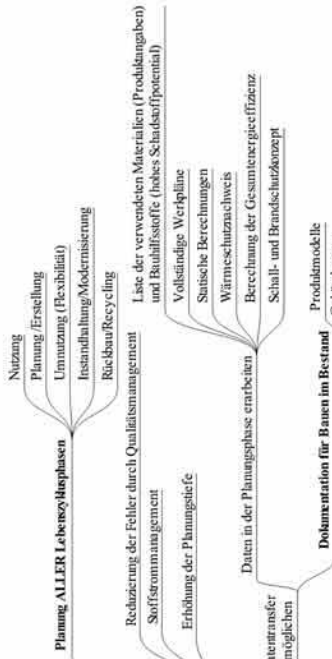 Nutzung
Planung /Erstellung
Umnutzung (Flexibilität)
Instandhaltung/Modernisierung
Rückbau/Recycling
Planung ALLER Lebenszyklusphasen
Reduzierung der Fehler durch Qualitätsmanagement
Stoffstrommanagement
Erhöhung der Planungstiefe
Liste der verwendeten Materialien (Produktangaben)
und Bauhilfsstoffe (hohes Schadstoffpotential)
Vollständige Werkpläne
Statische Berechnungen
Wärmeschutznachweis
Berechnung der Gesamtenergieeffizienz
Schall- und Brandschutzkonzept
Daten in der Planungsphase erarbeiten
atentransfer
möglichen
Produktmodelle
Dokumentation für Bauen im Bestand